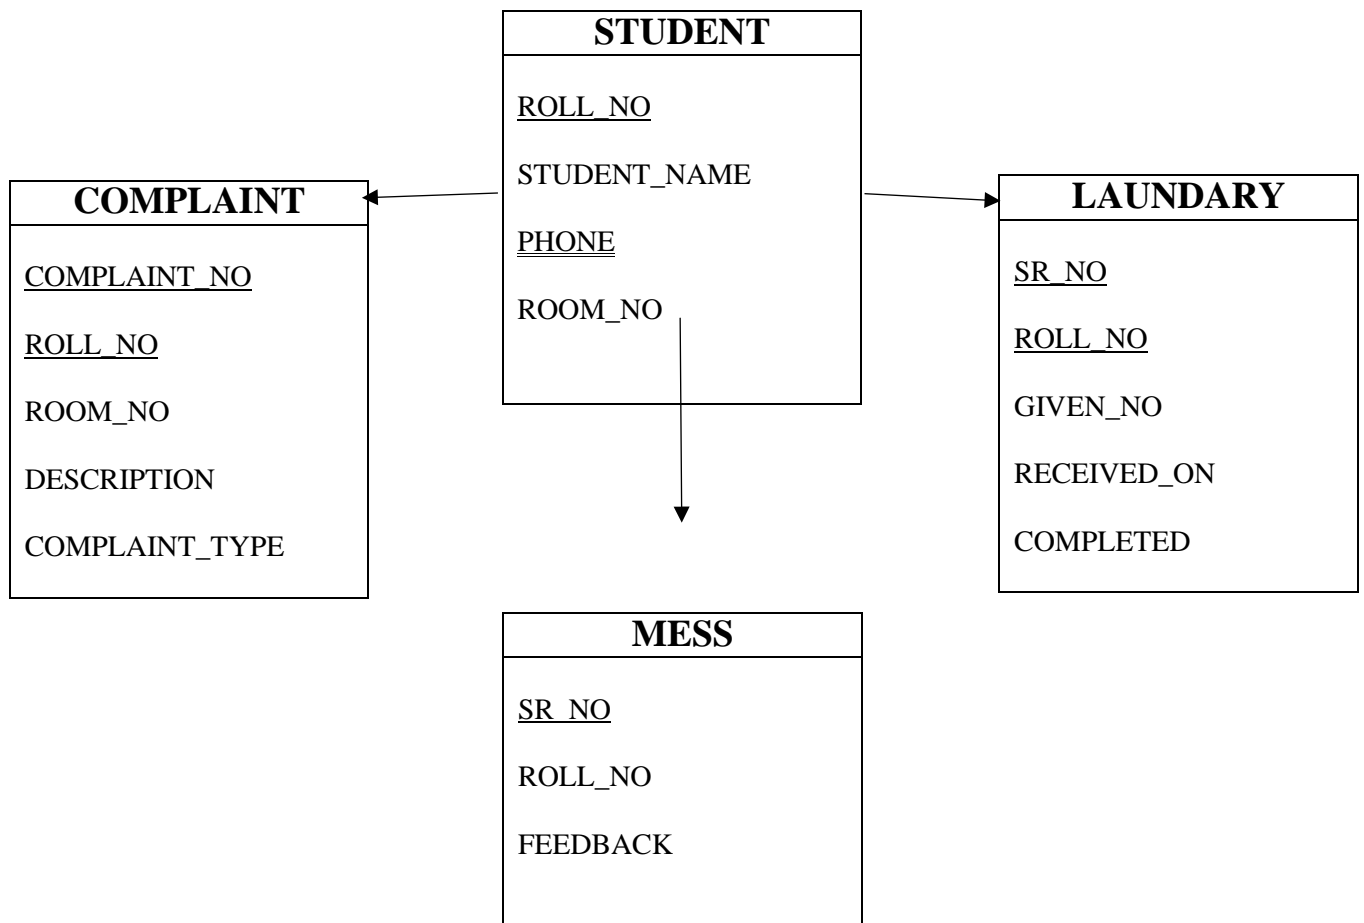 STUDENT
ROLL_NO
STUDENT_NAME
PHONE
ROOM_NO
COMPLAINT
COMPLAINT_NO
ROLL_NO
ROOM_NO
DESCRIPTION
COMPLAINT_TYPE
LAUNDARY
SR_NO
ROLL_NO
GIVEN_NO
RECEIVED_ON
COMPLETED
MESS
SR_NO
ROLL_NO
FEEDBACK